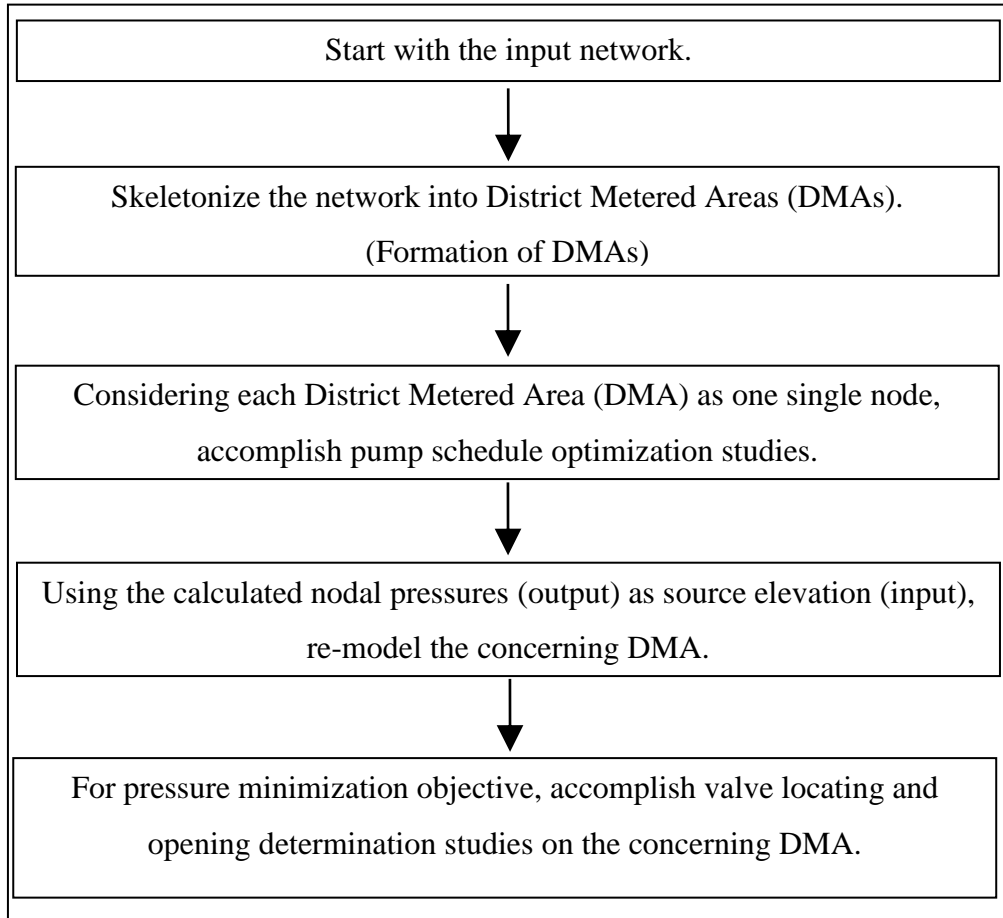 Start with the input network.
Skeletonize the network into District Metered Areas (DMAs).
(Formation of DMAs)
Considering each District Metered Area (DMA) as one single node,
accomplish pump schedule optimization studies.
Using the calculated nodal pressures (output) as source elevation (input),
re-model the concerning DMA.
For pressure minimization objective, accomplish valve locating and
opening determination studies on the concerning DMA.